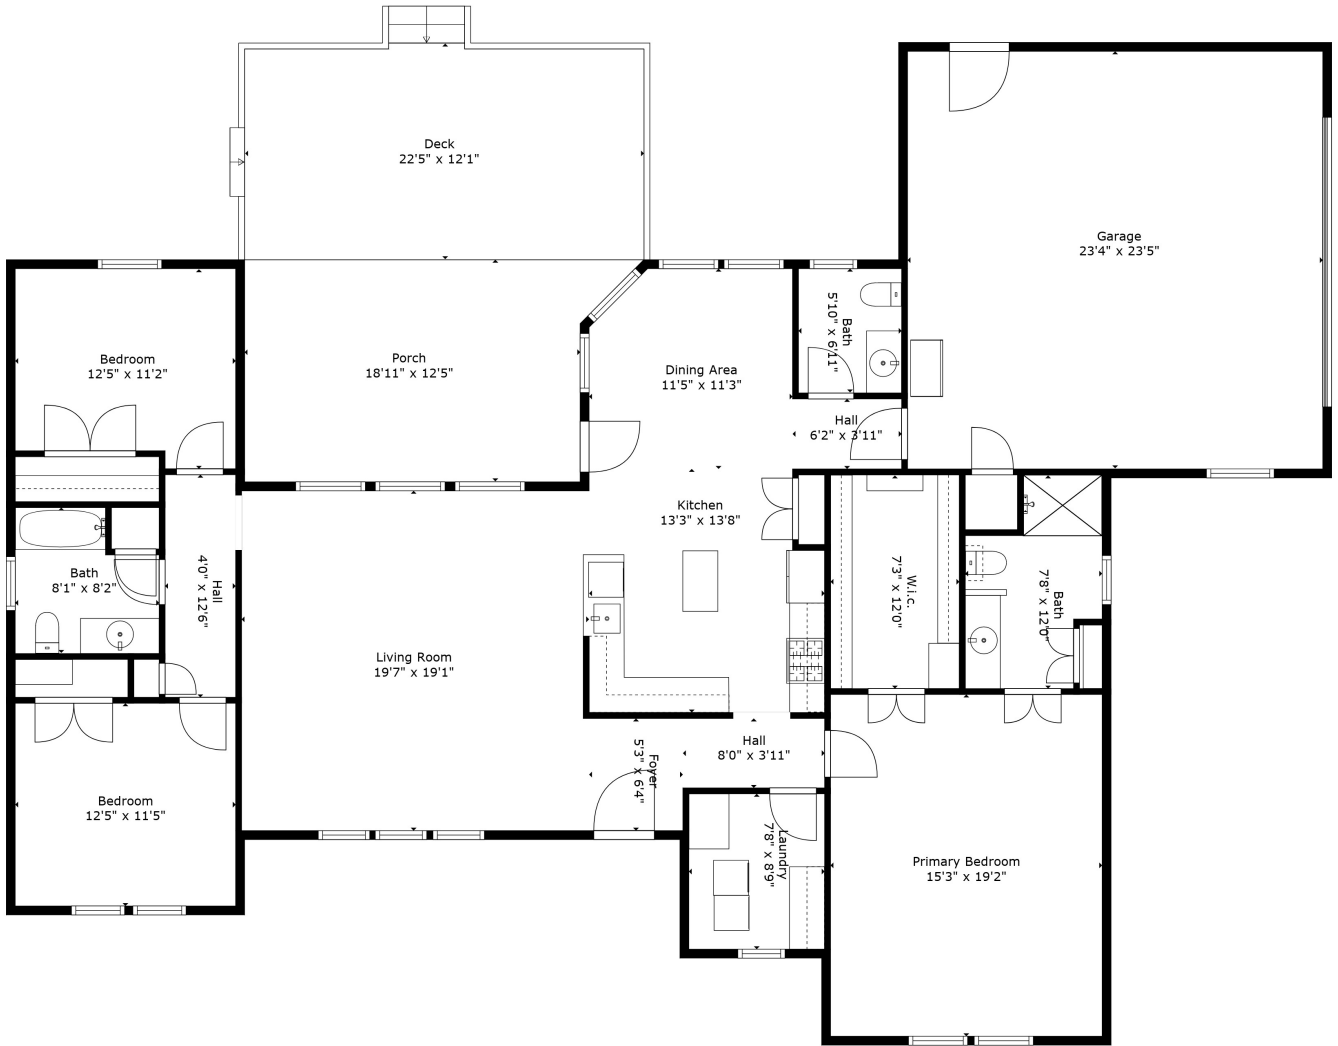 Deck
22'5" x 12'1"
Garage
23'4" x 23'5"
Bedroom
12'5" x 11'2"
Porch
18'11" x 12'5"
Dining Area
11'5" x 11'3"
Bath
5'10" x 6'11"
Hall
6'2" x 3'11"
Kitchen
13'3" x 13'8"
Bath
8'1" x 8'2"
Hall
4'0" x 12'6"
W.i.c.
7'3" x 12'0"
Bath
7'8" x 12'0"
Living Room
19'7" x 19'1"
Hall
8'0" x 3'11"
Foyer
5'3" x 6'4"
Bedroom
12'5" x 11'5"
Laundry
7'8" x 8'9"
Primary Bedroom
15'3" x 19'2"